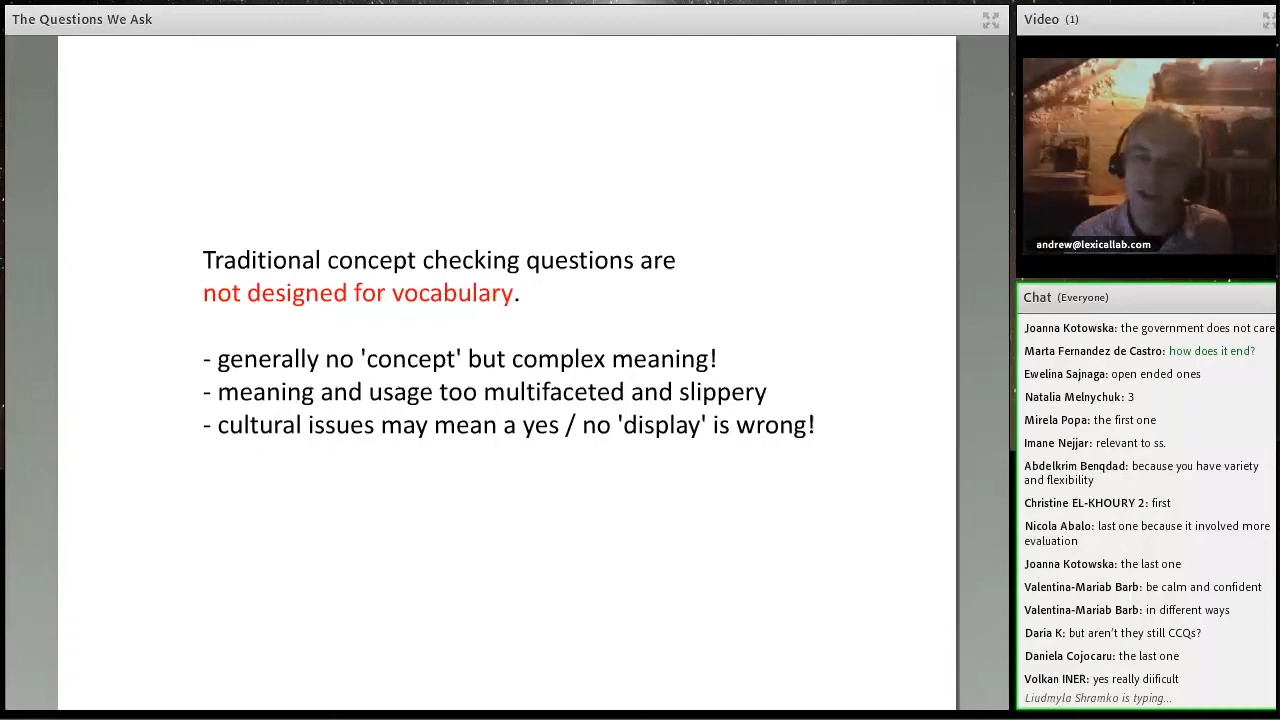 The Questions We Ask
Traditional concept checking questions are
not designed for vocabulary.
- generally no 'concept' but complex meaning!
- meaning and usage too multifaceted and slippery
- cultural issues may mean a yes / no 'display' is wrong!
Video (1)
andrew@lexicallab.com
Chat (Everyone)
Joanna Kotowska: the government does not care
Marta Fernandez de Castro: how does it end?
Ewelina Sajnaga: open ended ones
Natalia Melnychuk: 3
Mirela Popa: the first one
Imane Nejjar: relevant to ss.
Abdelkrim Benqdad: because you have variety
and flexibility
Christine EL-KHOURY 2: first
Nicola Abalo: last one because it involved more
evaluation
Joanna Kotowska: the last one
Valentina-Mariab Barb: be calm and confident
Valentina-Mariab Barb: in different ways
Daria K: but aren't they still CCQs?
Daniela Cojocaru: the last one
Volkan INER: yes really diificult
Liudmyla Shramko is typing...